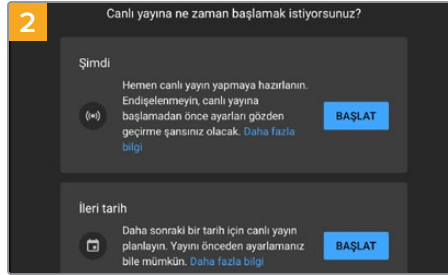 2
Canlı yayına ne zaman başlamak istiyorsunuz?
Şimdi
Hemen canlı yayın yapmaya hazırlanın.
Endişelenmeyin, canlı yayına
başlamadan önce ayarları gözden
geçirme şansınız olacak. Daha fazla
bilgi
BAŞLAT
İleri tarih
Daha sonraki bir tarih için canlı yayın
planlayın. Yayını önceden ayarlamanız
bile mümkün. Daha fazla bilgi
BAŞLAT